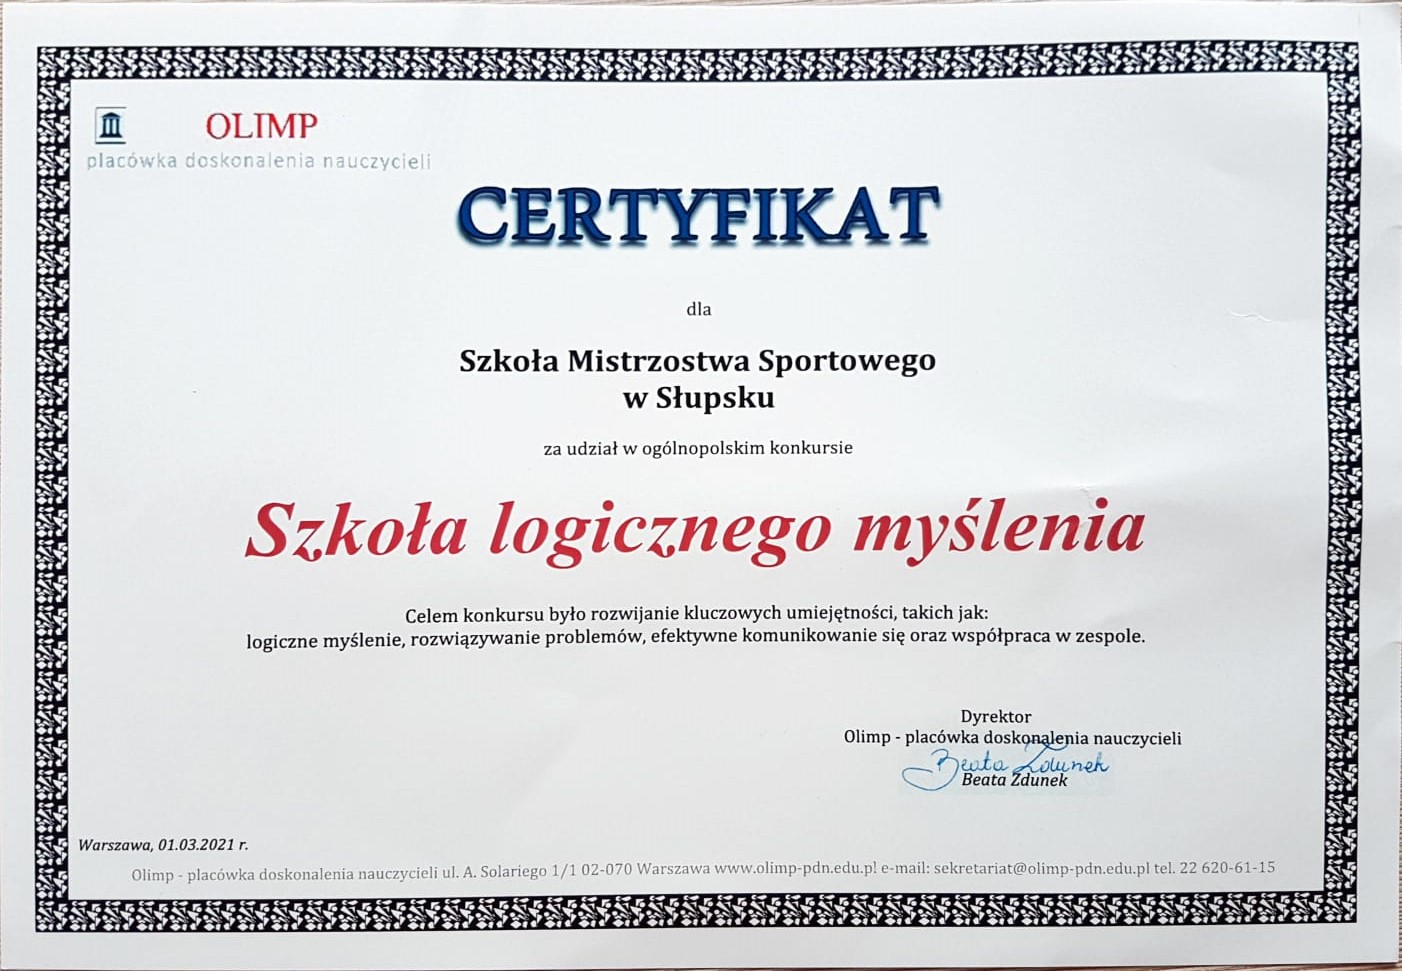 OLIMP
placówka doskonalenia nauczycieli
CERTYFIKAT
dla
Szkoła Mistrzostwa Sportowego
w Słupsku
za udział w ogólnopolskim konkursie
Szkoła logicznego myślenia
Celem konkursu było rozwijanie kluczowych umiejętności, takich jak:
logiczne myślenie, rozwiązywanie problemów, efektywne komunikowanie się oraz współpraca w zespole.
Dyrektor
Olimp - placówka doskonalenia nauczycieli
Beata Zdunek
Beata Zdunek
Warszawa, 01.03.2021 r.
Olimp - placówka doskonalenia nauczycieli ul. A. Solariego 1/1 02-070 Warszawa www.olimp-pdn.edu.pl e-mail: sekretariat@olimp-pdn.edu.pl tel. 22 620-61-15